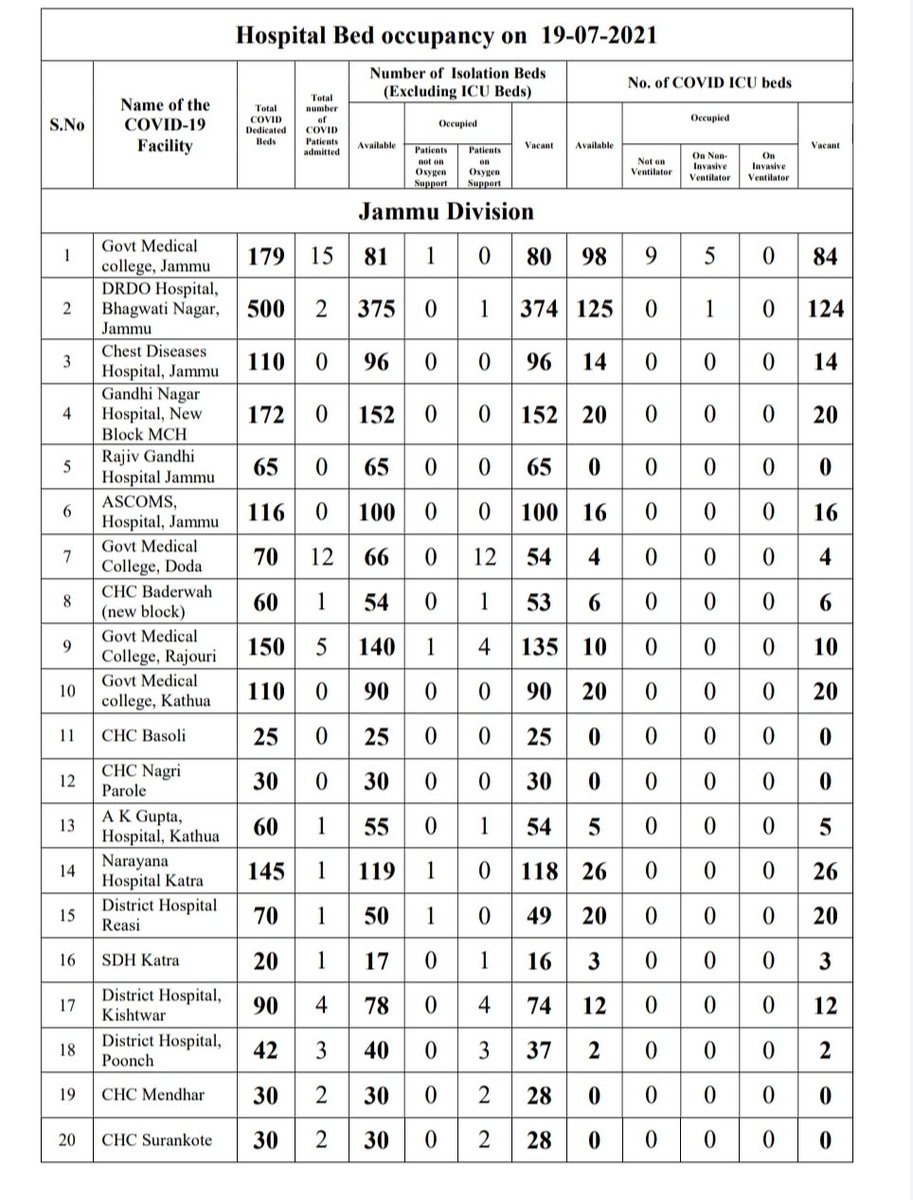 Hospital Bed occupancy on 19-07-2021
S.No
Name of the
COVID-19
Facility
Total
COVID
Dedicated
Beds
Total
number
of
COVID
Patients
admitted
Number of Isolation Beds
(Excluding ICU Beds)
No. of COVID ICU beds
Available
Occupied
Patients
not on
Oxygen
Support
Patients
on
Oxygen
Support
Vacant
Available
Occupied
Not on
Ventilator
On Non-
Invasive
Ventilator
On
Invasive
Ventilator
Vacant
Jammu Division
1 Govt Medical
college, Jammu 179 15 81 1 0 80 98 9 5 0 84
2 DRDO Hospital,
Bhagwati Nagar,
Jammu 500 2 375 0 1 374 125 0 1 0 124
3 Chest Diseases
Hospital, Jammu 110 0 96 0 0 96 14 0 0 0 14
4 Gandhi Nagar
Hospital, New
Block MCH 172 0 152 0 0 152 20 0 0 0 20
5 Rajiv Gandhi
Hospital Jammu 65 0 65 0 0 65 0 0 0 0 0
6 ASCOMS,
Hospital, Jammu 116 0 100 0 0 100 16 0 0 0 16
7 Govt Medical
College, Doda 70 12 66 0 12 54 4 0 0 0 4
8 CHC Baderwah
(new block) 60 1 54 0 1 53 6 0 0 0 6
9 Govt Medical
College, Rajouri 150 5 140 1 4 135 10 0 0 0 10
10 Govt Medical
college, Kathua 110 0 90 0 0 90 20 0 0 0 20
11 CHC Basoli 25 0 25 0 0 25 0 0 0 0 0
12 CHC Nagri
Parole 30 0 30 0 0 30 0 0 0 0 0
13 A K Gupta,
Hospital, Kathua 60 1 55 0 1 54 5 0 0 0 5
14 Narayana
Hospital Katra 145 1 119 1 0 118 26 0 0 0 26
15 District Hospital
Reasi 70 1 50 1 0 49 20 0 0 0 20
16 SDH Katra 20 1 17 0 1 16 3 0 0 0 3
17 District Hospital,
Kishtwar 90 4 78 0 4 74 12 0 0 0 12
18 District Hospital,
Poonch 42 3 40 0 3 37 2 0 0 0 2
19 CHC Mendhar 30 2 30 0 2 28 0 0 0 0 0
20 CHC Surankote 30 2 30 0 2 28 0 0 0 0 0